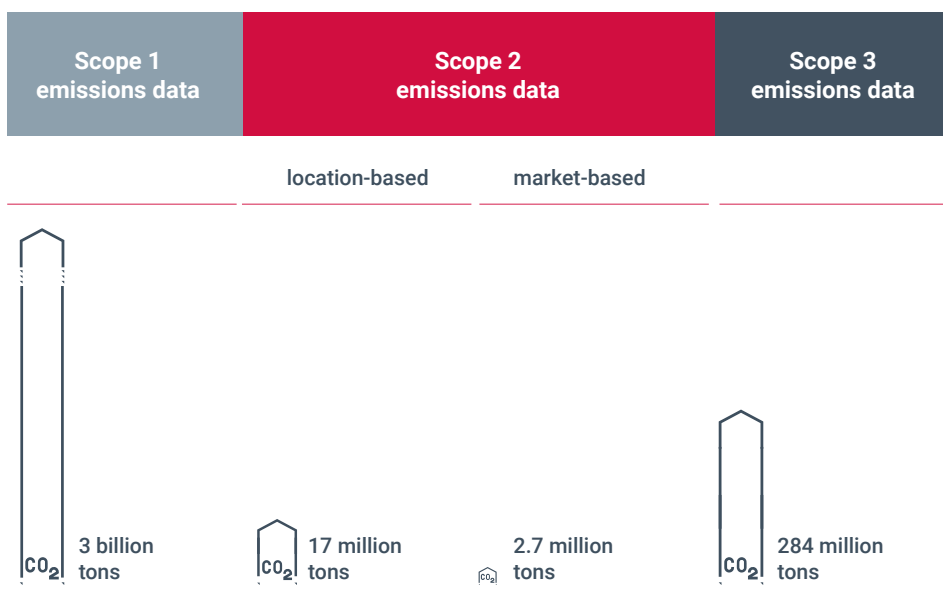 Scope 1
emissions data
Scope 2
emissions data
Scope 3
emissions data
location-based
market-based
CO2
3 billion
tons
CO2
17 million
tons
CO2
2.7 million
tons
CO2
284 million
tons